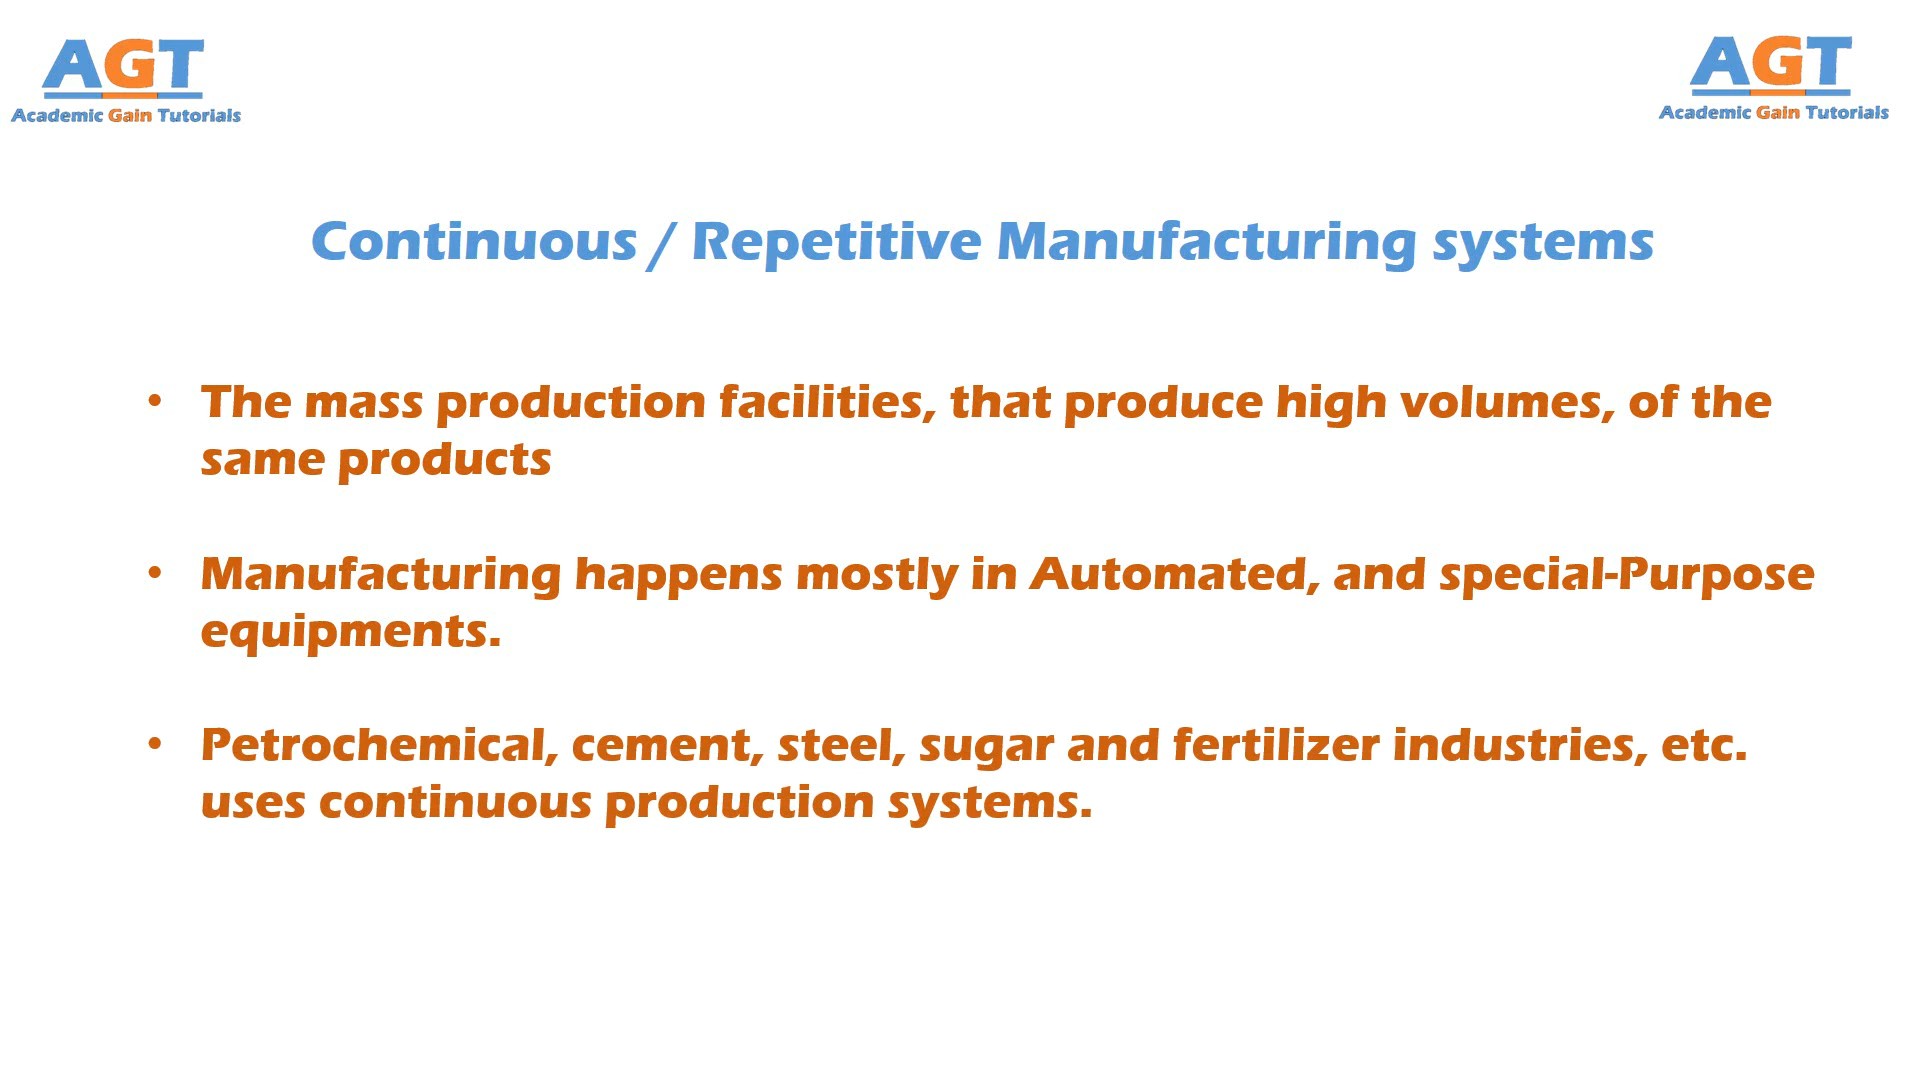 AGT
Academic Gain Tutorials
AGT
Academic Gain Tutorials
Continuous / Repetitive Manufacturing systems
• The mass production facilities, that produce high volumes, of the
same products
• Manufacturing happens mostly in Automated, and special-Purpose
equipments.
• Petrochemical, cement, steel, sugar and fertilizer industries, etc.
uses continuous production systems.